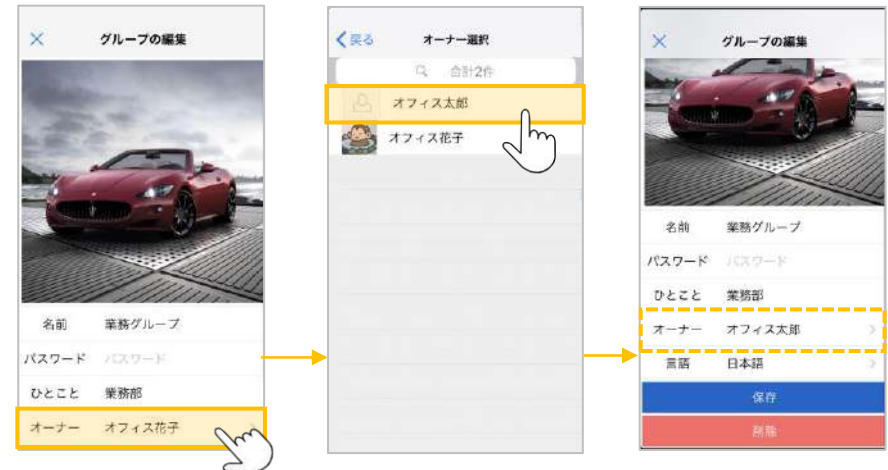 グループの編集
名前 業務グループ
パスワード パスワード
ひとこと 業務部
オーナー オフィス花子
戻る オーナー選択
合計2件
オフィス太郎
オフィス花子
グループの編集
名前 業務グループ
パスワード パスワード
ひとこと 業務部
オーナー オフィス太郎
言語 日本語
保存
削除